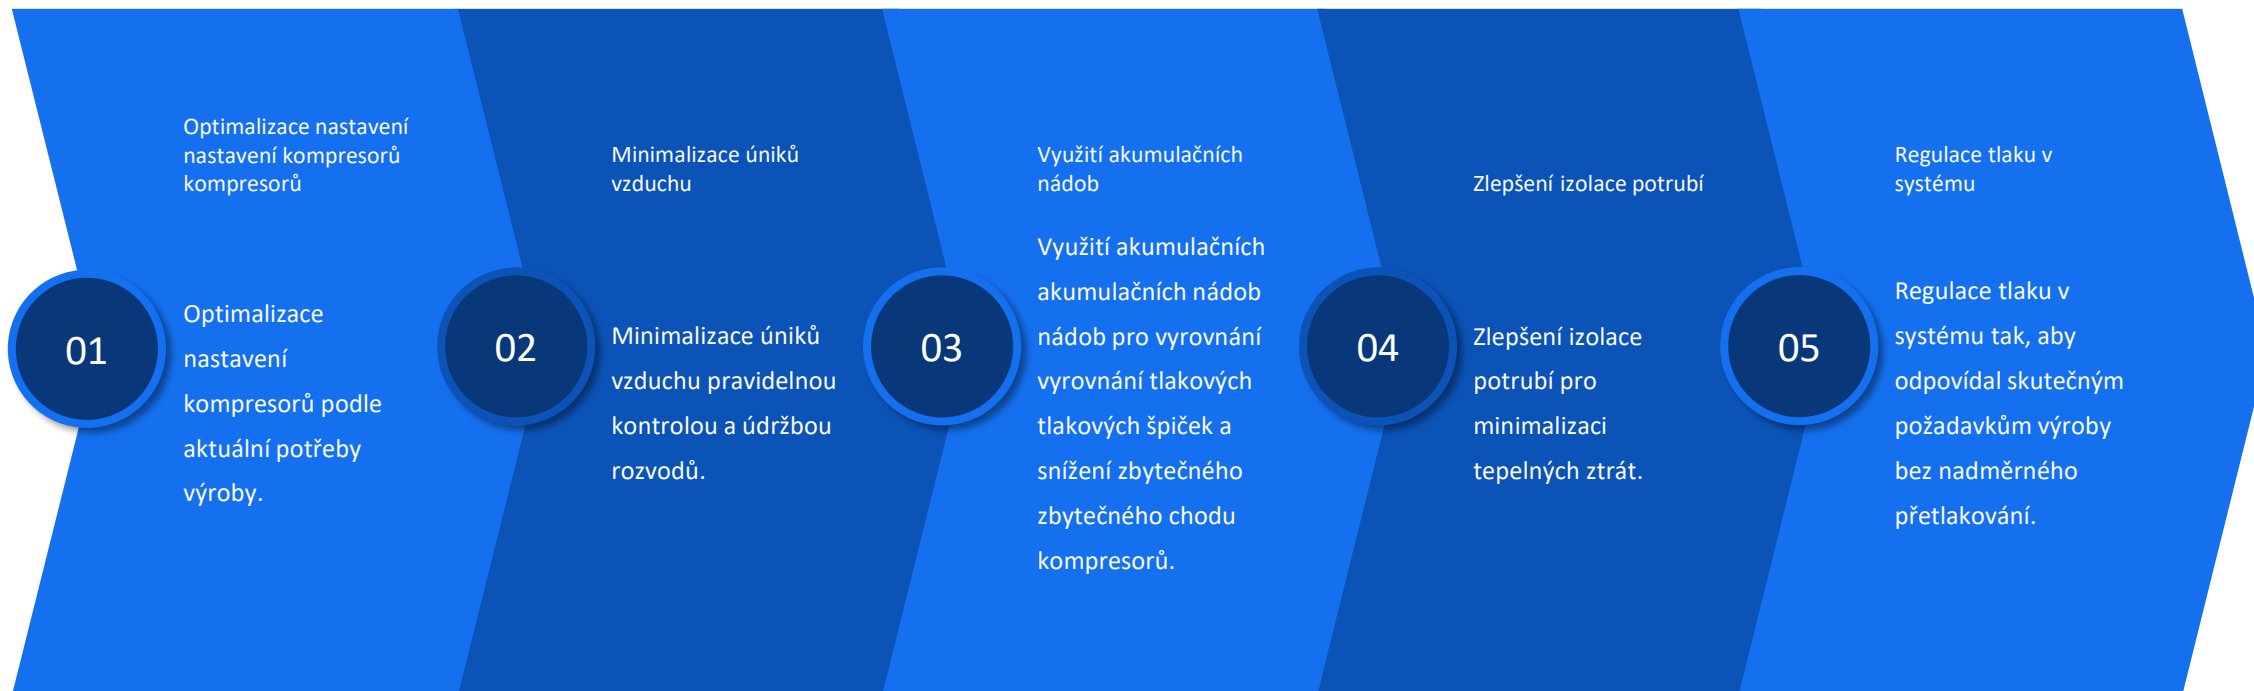 Optimalizace nastavení
nastavení kompresorů
kompresorů
01
Optimalizace
nastavení
kompresorů podle
aktuální potřeby
výroby.
Minimalizace úniků
vzduchu
02
Minimalizace úniků
vzduchu pravidelnou
kontrolou a údržbou
rozvodů.
Využití akumulačních
nádob
03
Využití akumulačních
akumulačních nádob
nádob pro vyrovnání
vyrovnání tlakových
tlakových špiček a
snížení zbytečného
zbytečného chodu
kompresorů.
Zlepšení izolace potrubí
04
Zlepšení izolace
potrubí pro
minimalizaci
tepelných ztrát.
Regulace tlaku v
systému
05
Regulace tlaku v
systému tak, aby
odpovídal skutečným
požadavkům výroby
bez nadměrného
přetlakování.